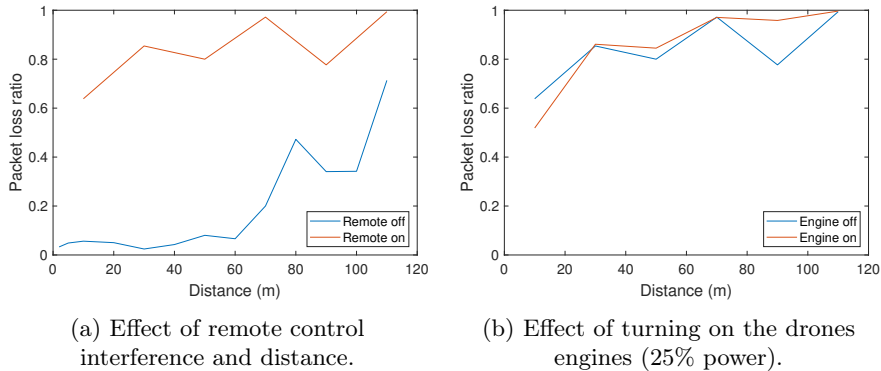 1
0.8
0.6
0.4
0.2
0
Packet loss ratio
Remote off
Remote on
0 20 40 60 80 100 120
Distance (m)
(a) Effect of remote control
interference and distance.
1
0.8
0.6
0.4
0.2
0
Packet loss ratio
Engine off
Engine on
0 20 40 60 80 100 120
Distance (m)
(b) Effect of turning on the drones
engines (25% power).